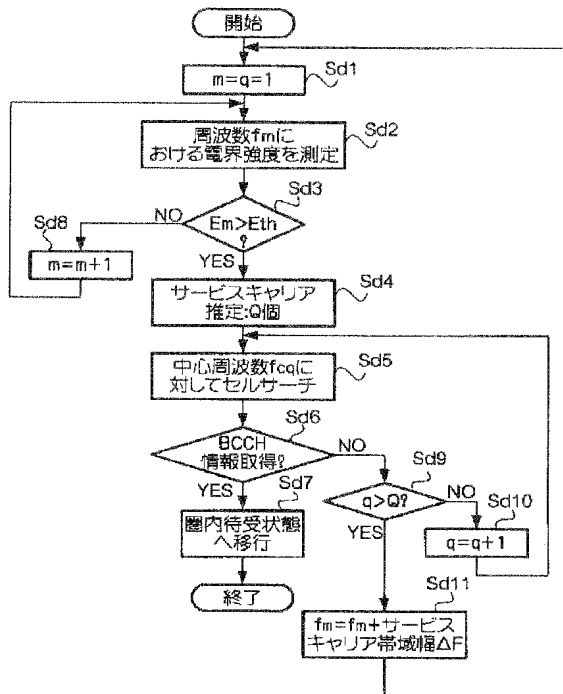 開始
Sd1
m=q=1
Sd2
周波数fmに
おける電界強度を測定
Sd3
Em>Eth
?
NO
YES
Sd8
m=m+1
Sd4
サービスキャリア
推定:Q個
Sd5
中心周波数fcqに
対してセルサーチ
Sd6
BCCH
情報取得?
NO
YES
Sd7
圏内待受状態
へ移行
終了
Sd9
q>Q?
NO
YES
Sd10
q=q+1
Sd11
fm=fm+サービス
キャリア帯域幅ΔF